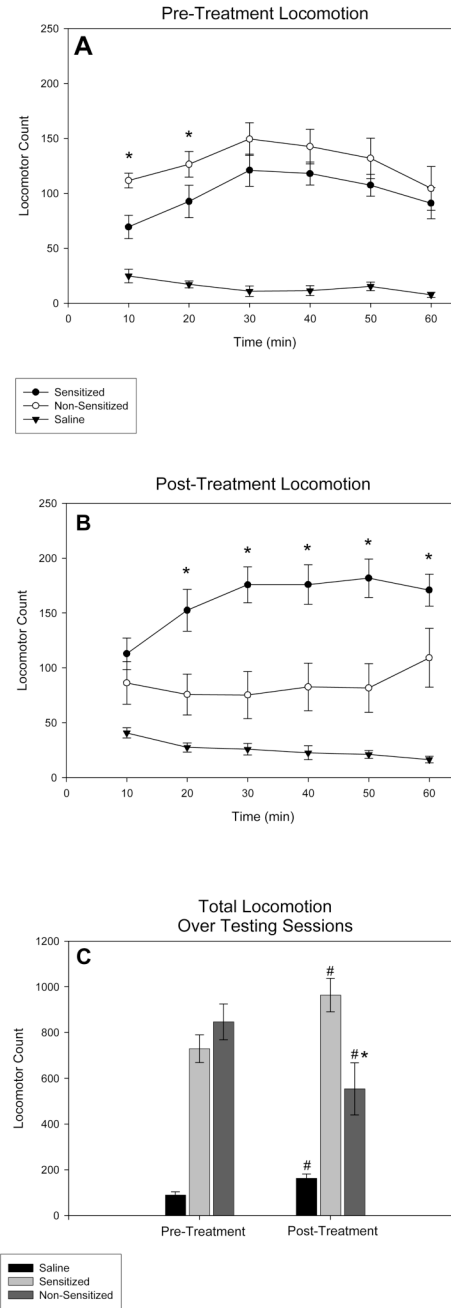 Pre-Treatment Locomotion
A
250
200
150
100
50
0
Locomotor Count
* *
0 10 20 30 40 50 60
Time (min)
Sensitized
Non-Sensitized
Saline
Post-Treatment Locomotion
B
250
200
150
100
50
0
Locomotor Count
* * * * *
0 10 20 30 40 50 60
Time (min)
Total Locomotion
Over Testing Sessions
C
1200
1000
800
600
400
200
0
Locomotor Count
#
#*
#
Pre-Treatment Post-Treatment
Saline
Sensitized
Non-Sensitized